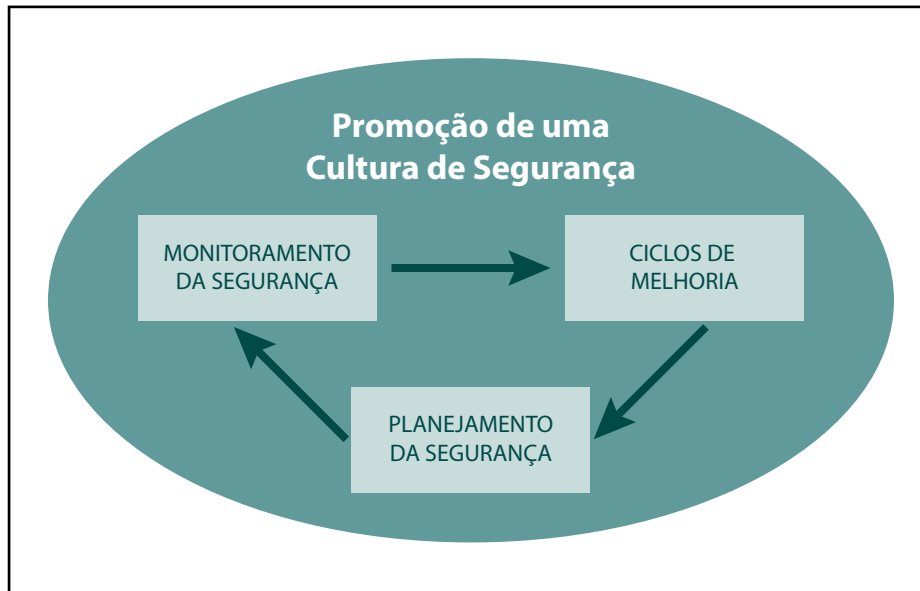 Promoção de uma
Cultura de Segurança
MONITORAMENTO
DA SEGURANÇA
CICLOS DE
MELHORIA
PLANEJAMENTO
DA SEGURANÇA